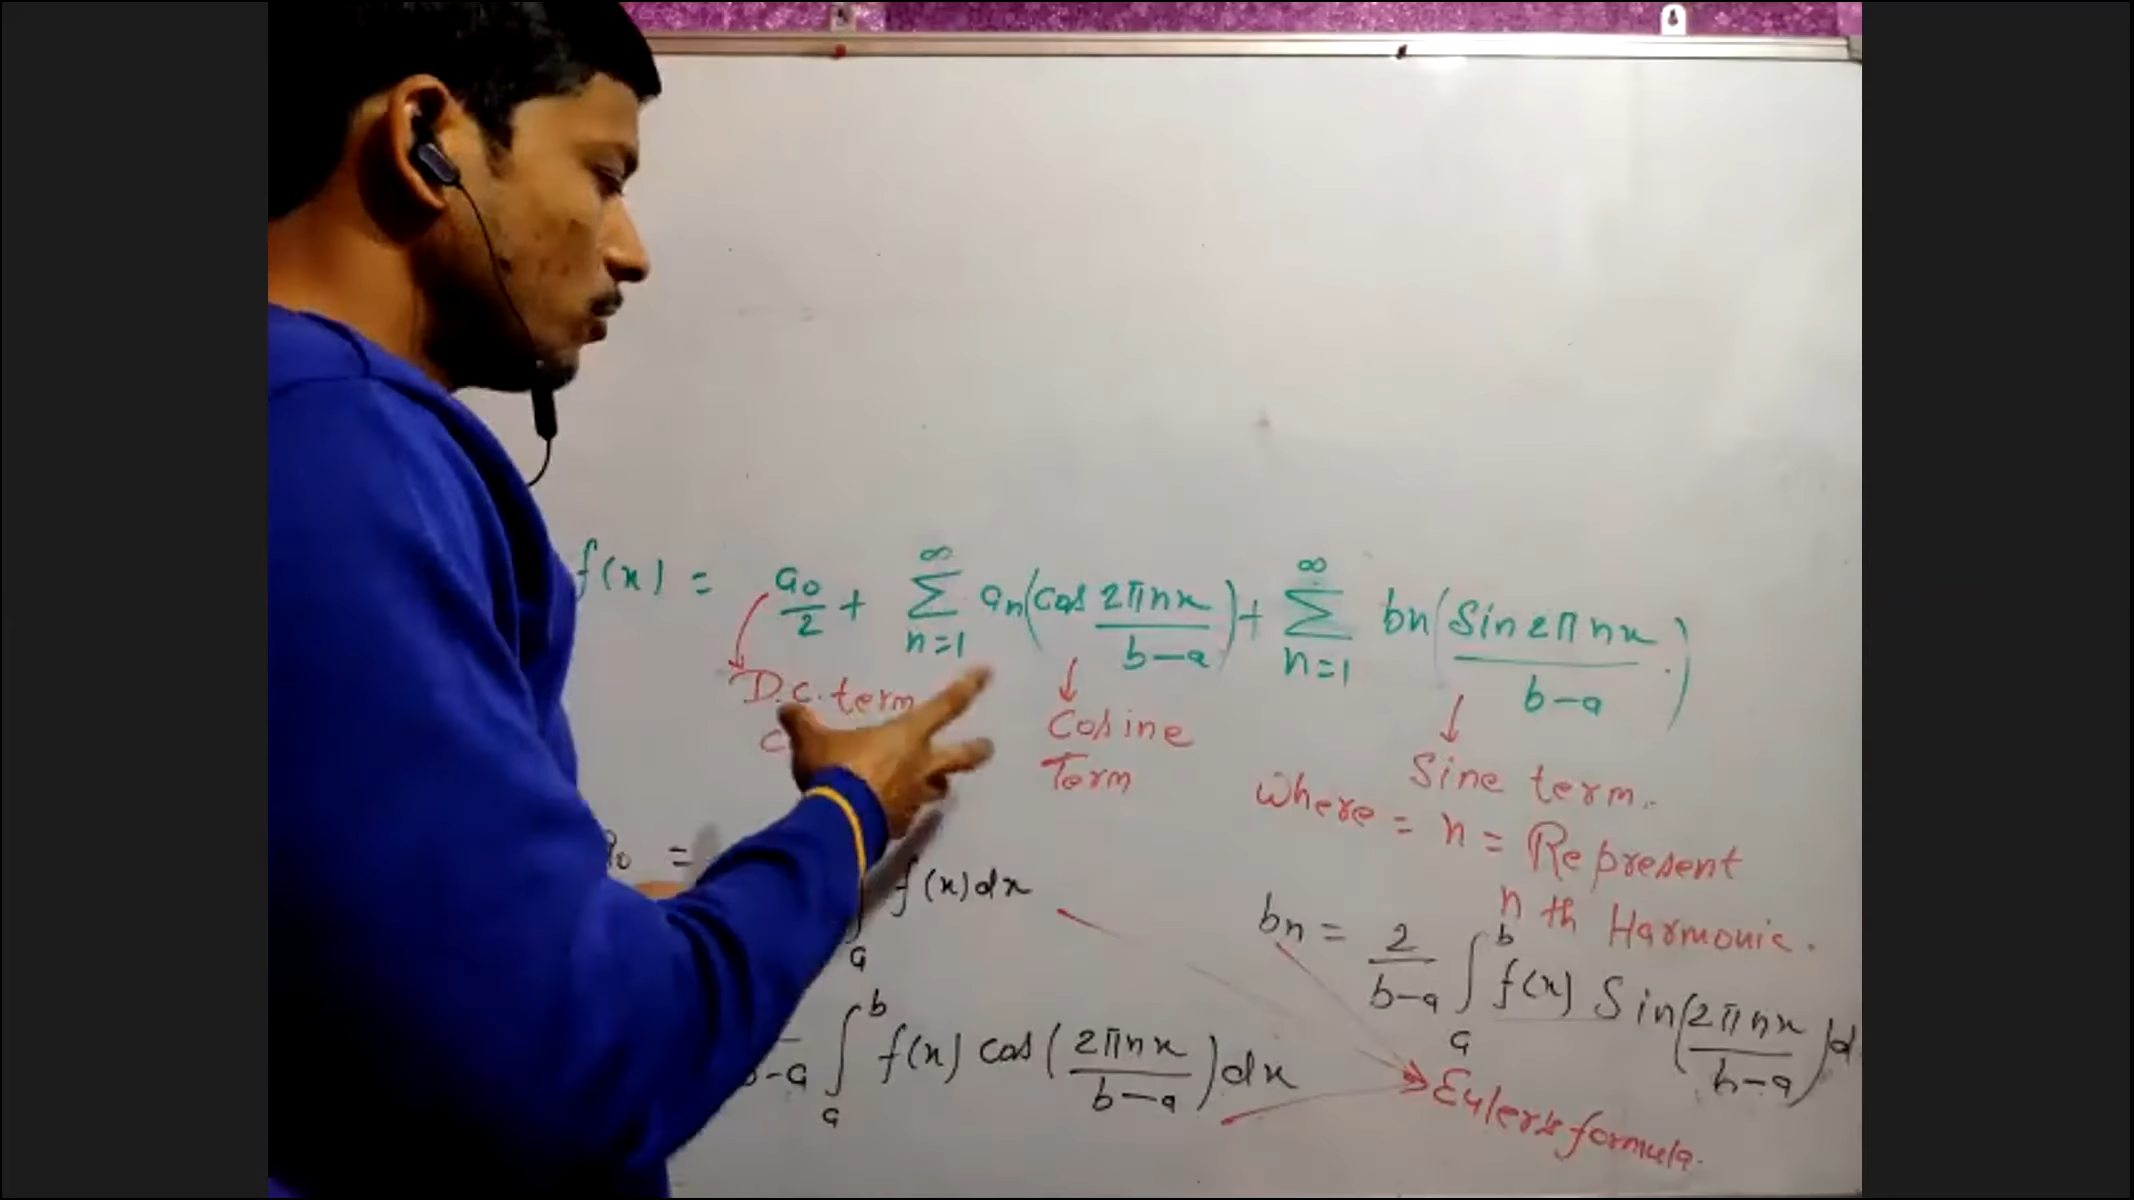 f(x) = a0/2 + ∞∑n=1 an(cos 2πnx/b-a) + ∞∑n=1 bn(Sin 2πnx/b-a)
D.c. term
Cosine
Term
Sine term.
where = n = Represent
n th Harmonic.
a0 = ∫a f(x)dx
bn = 2/b-a ∫ab f(x) Sin(2πnx/b-a)d
b-a ∫ab f(x) cos(2πnx/b-a)dx
Euler's formula.